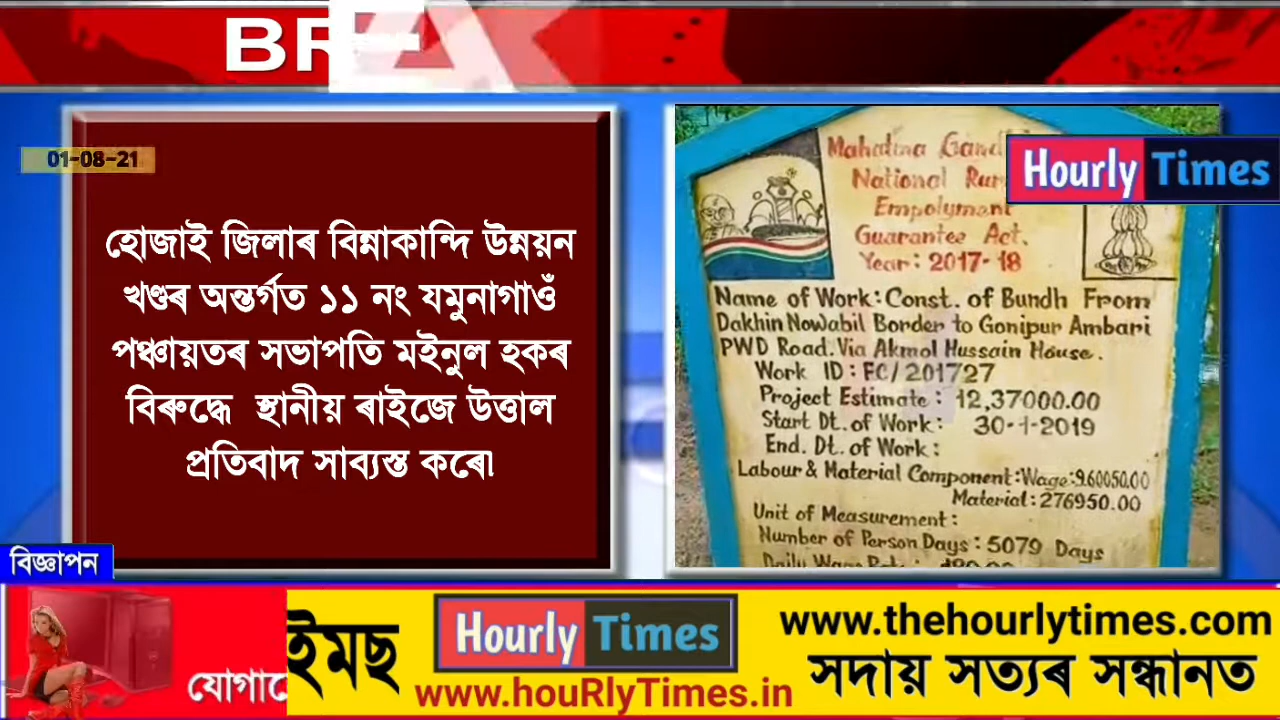 BREA
01-08-21
হোজাই জিলাৰ বিন্নাকান্দি উন্নয়ন
খণ্ডৰ অন্তৰ্গত ১১ নং যমুনাগাওঁ
পঞ্চায়তৰ সভাপতি মইনুল হকৰ
বিৰুদ্ধে স্থানীয় ৰাইজে উত্তাল
প্ৰতিবাদ সাব্যস্ত কৰে৷
Hourly Times
Mahatma Gand
National Rur
Empolyment
Guarantee Act.
Year: 2017-18
Name of Work: Const. of Bundh From
Dakhin Nowabil Border to Gonipur Ambari
PWD Road. Via Akmol Hussain House.
Work ID: FC/201727
Project Estimate: 12,37000.00
Start Dt. of Work: 30-1-2019
End. Dt. of Work:
Labour & Material Component: Wage: 9.60050.00
Material: 276950.00
Unit of Measurement:
Number of Person Days: 5079 Days
বিজ্ঞাপন
যোগাযে
ইমছ
Hourly Times
www.houRlyTimes.in
www.thehourlytimes.com
সদায় সত্যৰ সন্ধানত